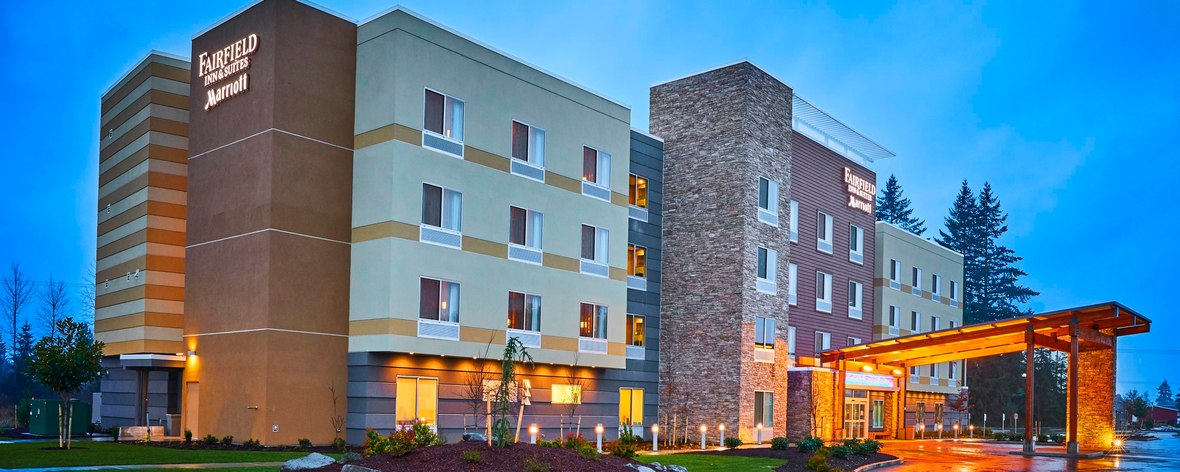 FAIRFIELD
INN & SUITES
Marriott
FAIRFIELD
INN & SUITES
Marriott